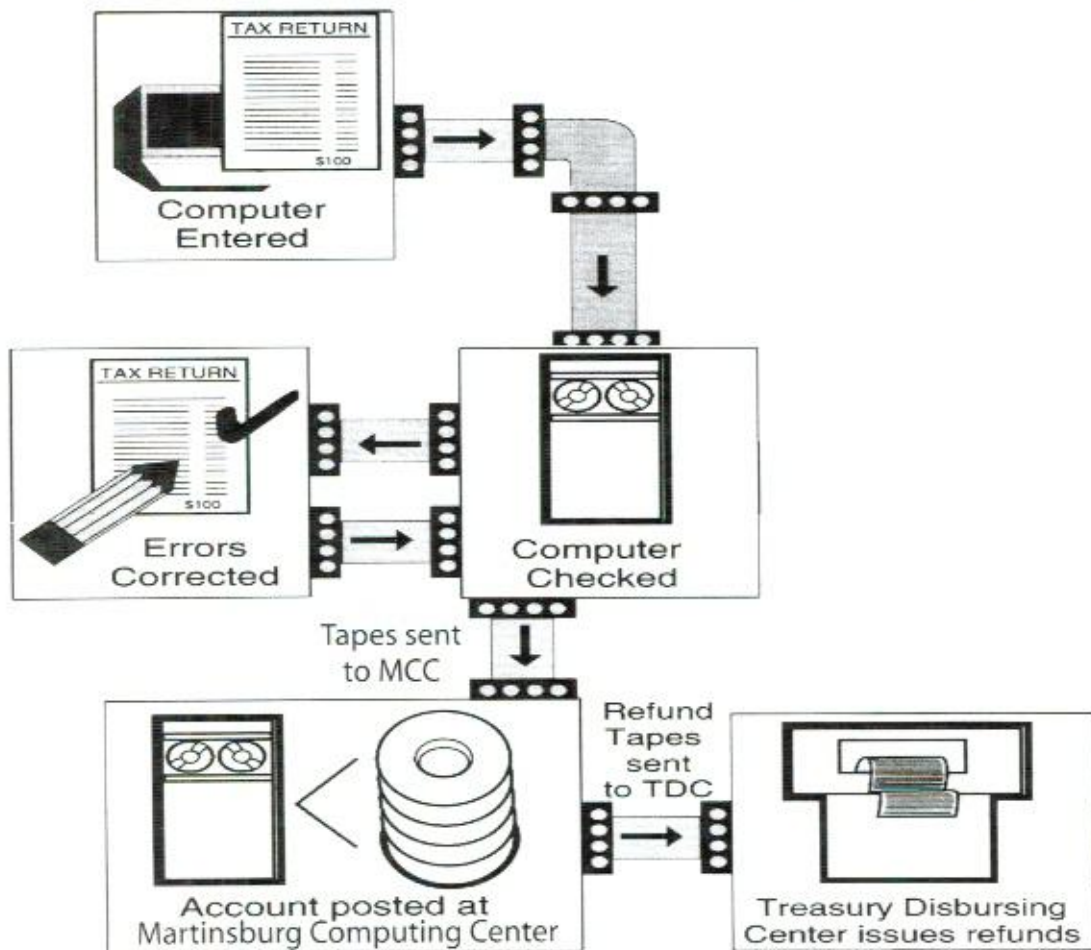 TAX RETURN
$100
Computer
Entered
TAX RETURN
$100
Errors
Corrected
Computer
Checked
Tapes sent
to MCC
Account posted at
Martinsburg Computing Center
Refund
Tapes
sent
to TDC
Treasury Disbursing
Center issues refunds